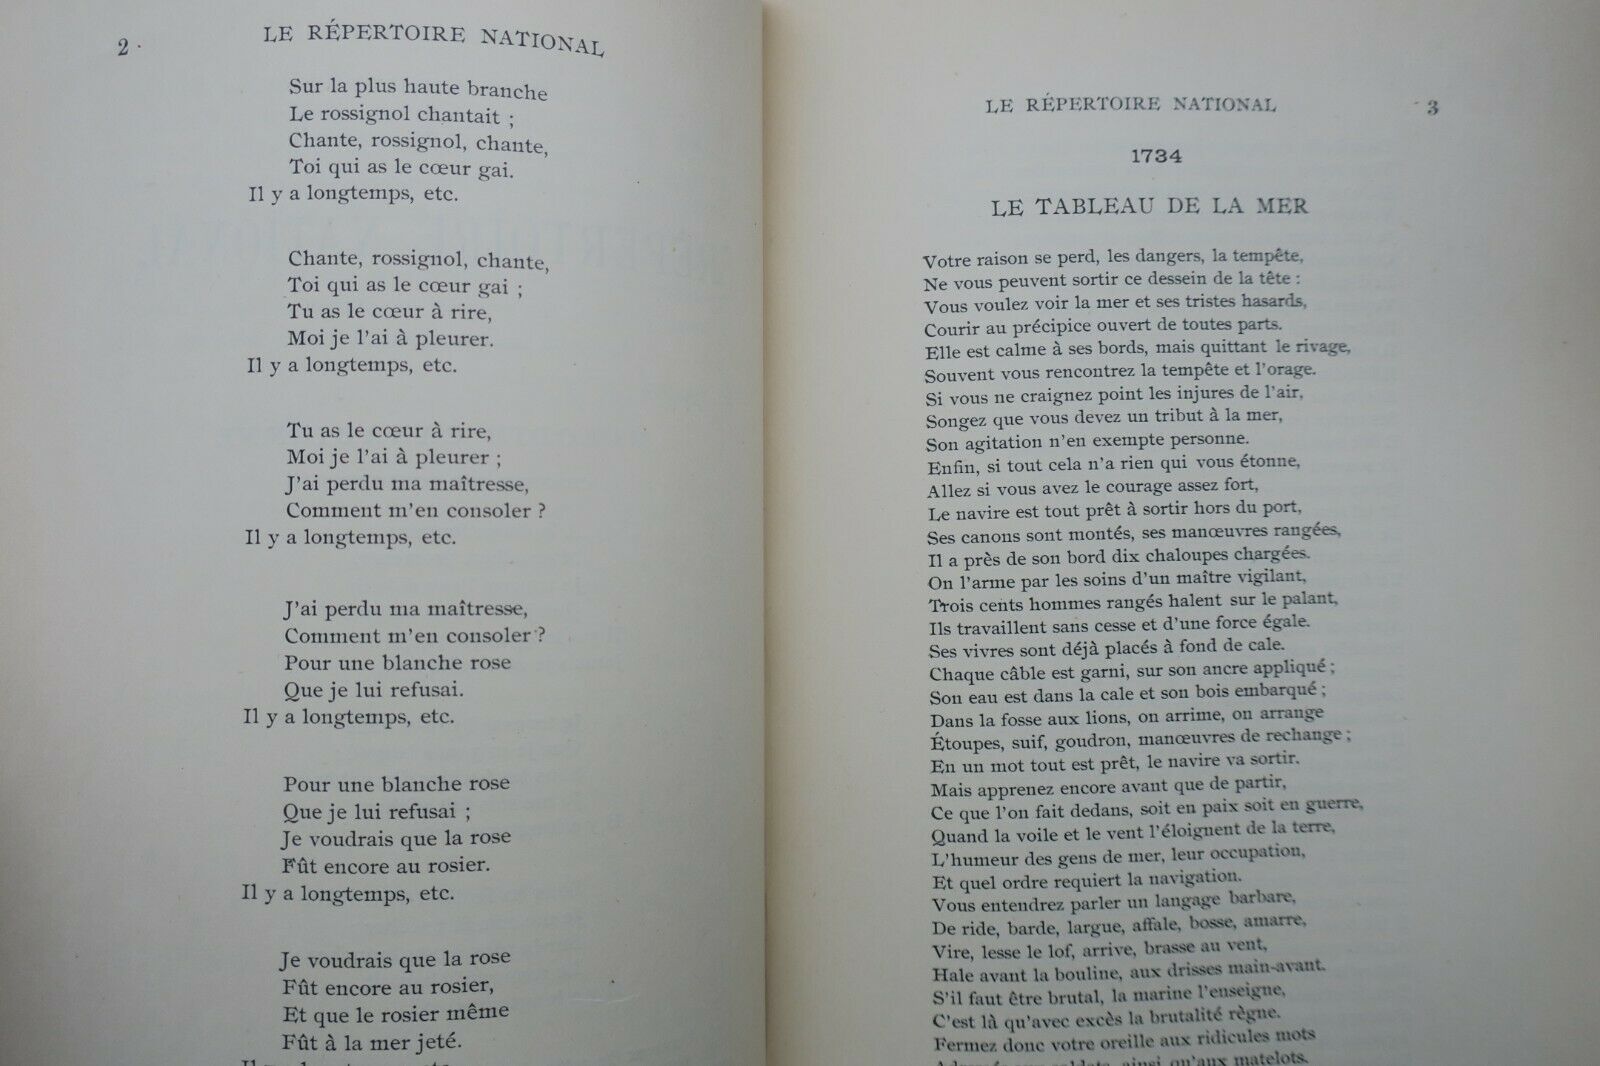 2
LE RÉPERTOIRE NATIONAL
Sur la plus haute branche
Le rossignol chantait ;
Chante, rossignol, chante,
Toi qui as le cœur gai.
Il y a longtemps, etc.
Chante, rossignol, chante,
Toi qui as le cœur gai ;
Tu as le cœur à rire,
Moi je l'ai à pleurer.
Il y a longtemps, etc.
Tu as le cœur à rire,
Moi je l'ai à pleurer ;
J'ai perdu ma maîtresse,
Comment m'en consoler ?
Il y a longtemps, etc.
J'ai perdu ma maîtresse,
Comment m'en consoler ?
Pour une blanche rose
Que je lui refusai.
Il y a longtemps, etc.
Pour une blanche rose
Que je lui refusai ;
Je voudrais que la rose
Fût encore au rosier.
Il y a longtemps, etc.
Je voudrais que la rose
Fût encore au rosier,
Et que le rosier même
Fût à la mer jeté.
LE RÉPERTOIRE NATIONAL
3
1734
LE TABLEAU DE LA MER
Votre raison se perd, les dangers, la tempête,
Ne vous peuvent sortir ce dessein de la tête :
Vous voulez voir la mer et ses tristes hasards,
Courir au précipice ouvert de toutes parts.
Elle est calme à ses bords, mais quittant le rivage,
Souvent vous rencontrez la tempête et l'orage.
Si vous ne craignez point les injures de l'air,
Songez que vous devez un tribut à la mer,
Son agitation n'en exempte personne.
Enfin, si tout cela n'a rien qui vous étonne,
Allez si vous avez le courage assez fort,
Le navire est tout prêt à sortir hors du port,
Ses canons sont montés, ses manœuvres rangées,
Il a près de son bord dix chaloupes chargées.
On l'arme par les soins d'un maître vigilant,
Trois cents hommes rangés halent sur le palant,
Ils travaillent sans cesse et d'une force égale.
Ses vivres sont déjà placés à fond de cale.
Chaque câble est garni, sur son ancre appliqué ;
Son eau est dans la cale et son bois embarqué ;
Dans la fosse aux lions, on arrime, on arrange
Étoupes, suif, goudron, manœuvres de rechange ;
En un mot tout est prêt, le navire va sortir.
Mais apprenez encore avant que de partir,
Ce que l'on fait dedans, soit en paix soit en guerre,
Quand la voile et le vent l'éloignent de la terre,
L'humeur des gens de mer, leur occupation,
Et quel ordre requiert la navigation.
Vous entendrez parler un langage barbare,
De ride, barde, largue, affale, bosse, amarre,
Vire, lesse le lof, arrive, brasse au vent,
Hale avant la bouline, aux drisses main-avant.
S'il faut être brutal, la marine l'enseigne,
C'est là qu'avec excès la brutalité règne.
Fermez donc votre oreille aux ridicules mots
ainsi qu'aux matelots.